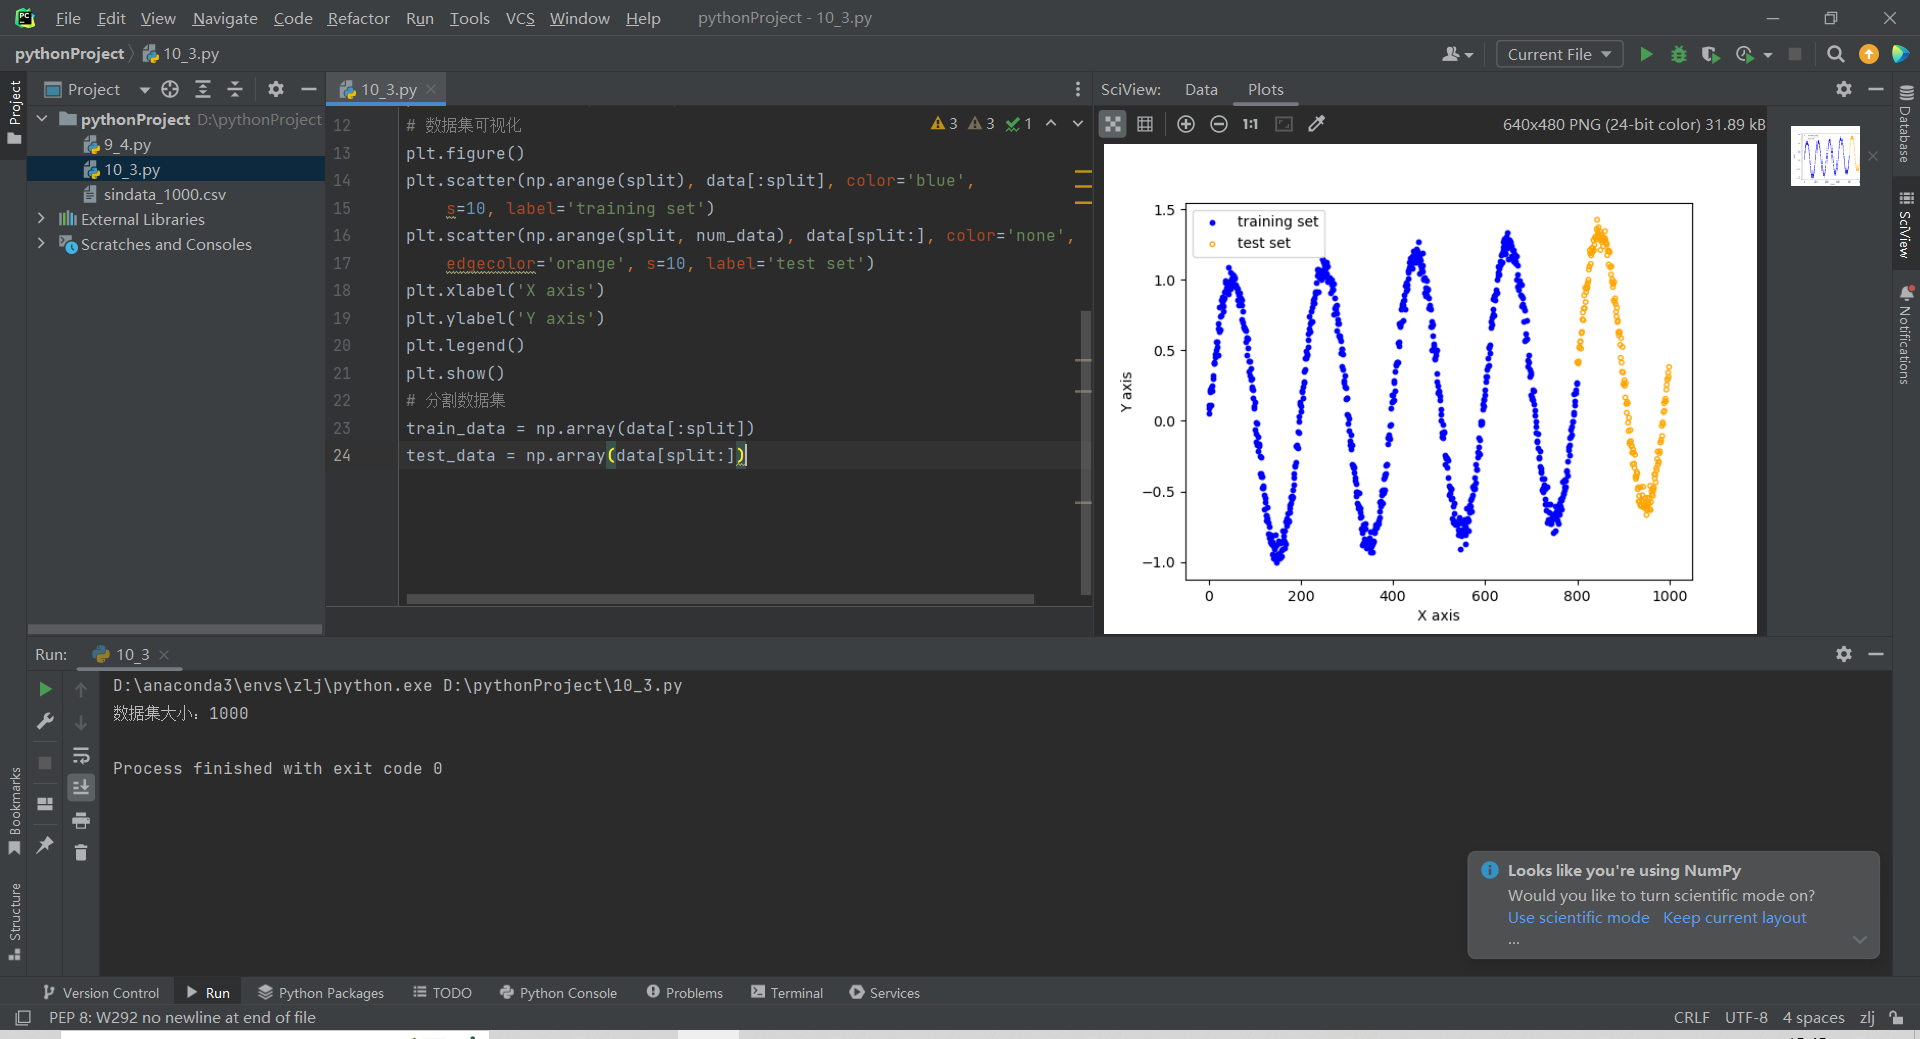 File Edit View Navigate Code Refactor Run Tools VCS Window Help pythonProject - 10_3.py
pythonProject 10_3.py
Current File
Project
10_3.py
SciView: Data Plots
Project
pythonProject D:\pythonProject
9_4.py
10_3.py
sindata_1000.csv
External Libraries
Scratches and Consoles
3 3 1
12 # 数据集可视化
13 plt.figure()
14 plt.scatter(np.arange(split), data[:split], color='blue',
15 s=10, label='training set')
16 plt.scatter(np.arange(split, num_data), data[split:], color='none',
17 edgecolor='orange', s=10, label='test set')
18 plt.xlabel('X axis')
19 plt.ylabel('Y axis')
20 plt.legend()
21 plt.show()
22 # 分割数据集
23 train_data = np.array(data[:split])
24 test_data = np.array(data[split:])
1:1
640x480 PNG (24-bit color) 31.89 kB
training set
test set
1.5
1.0
0.5
0.0
−0.5
−1.0
Y axis
0 200 400 600 800 1000
X axis
Database
SciView
Notifications
Run: 10_3
D:\anaconda3\envs\zlj\python.exe D:\pythonProject\10_3.py
数据集大小：1000
Process finished with exit code 0
Bookmarks
Structure
Looks like you're using NumPy
Would you like to turn scientific mode on?
Use scientific mode Keep current layout
...
Version Control Run Python Packages TODO Python Console Problems Terminal Services
PEP 8: W292 no newline at end of file
CRLF UTF-8 4 spaces zlj